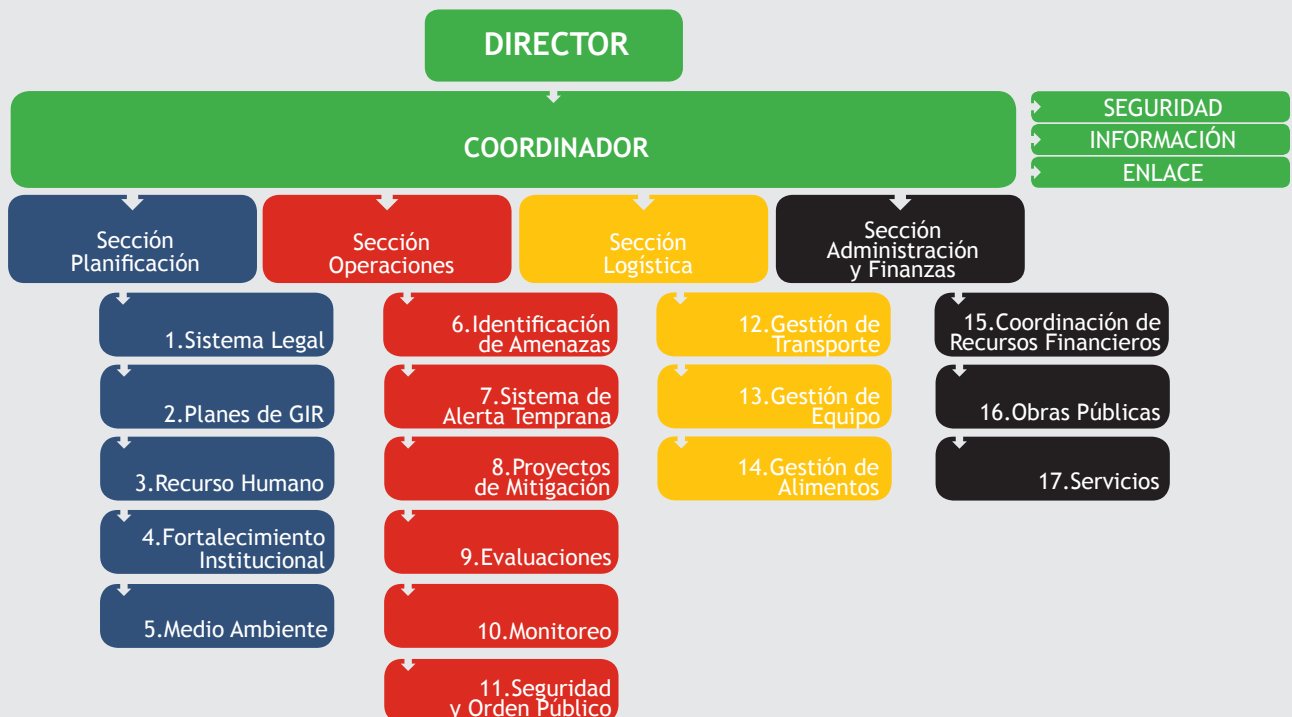 DIRECTOR
COORDINADOR
SEGURIDAD
INFORMACIÓN
ENLACE
Sección
Planificación
Sección
Operaciones
Sección
Logística
Sección
Administración
y Finanzas
1.Sistema Legal
2.Planes de GIR
3.Recurso Humano
4.Fortalecimiento
Institucional
5.Medio Ambiente
6.Identificación
de Amenazas
7.Sistema de
Alerta Temprana
8.Proyectos
de Mitigación
9.Evaluaciones
10.Monitoreo
11.Seguridad
y Orden Público
12.Gestión de
Transporte
13.Gestión de
Equipo
14.Gestión de
Alimentos
15.Coordinación de
Recursos Financieros
16.Obras Públicas
17.Servicios